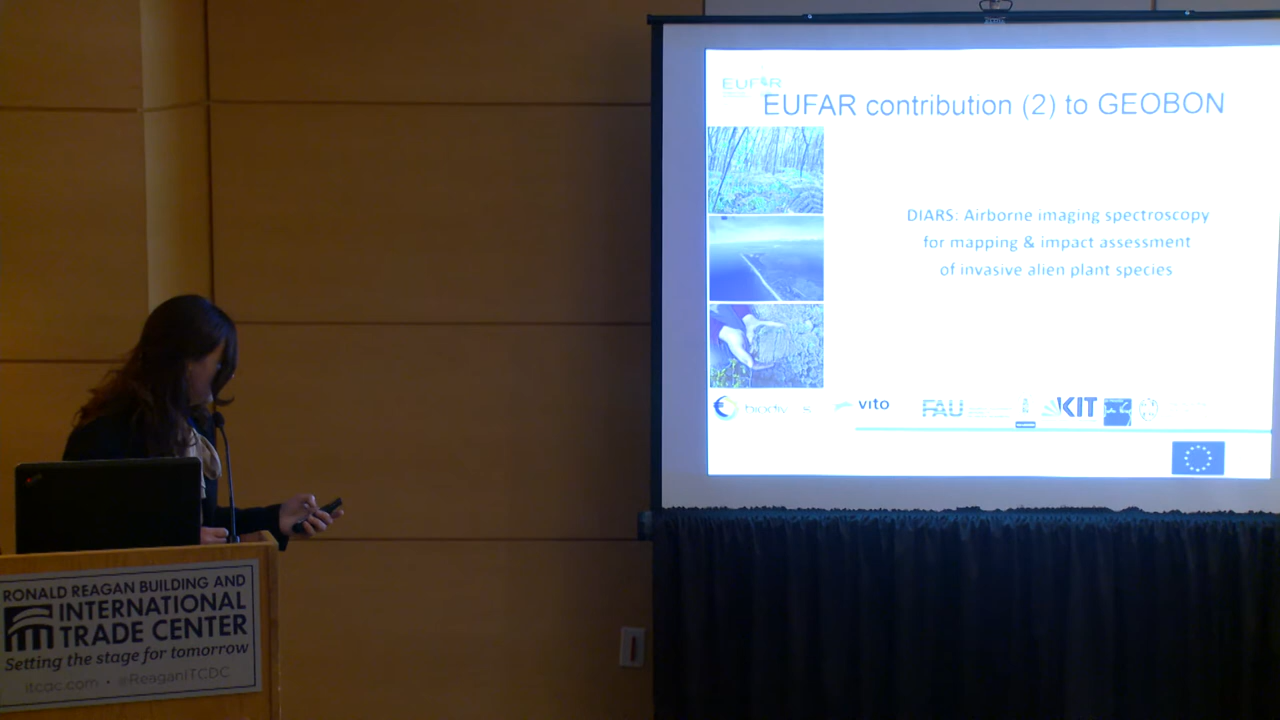 EUFAR
EUFAR contribution (2) to GEOBON
DIARS: Airborne imaging spectroscopy
for mapping & impact assessment
of invasive alien plant species
vito
FAU
KIT
RONALD REAGAN BUILDING AND
INTERNATIONAL
TRADE CENTER
Setting the stage for tomorrow
itcdc.com • @ReaganITCDC